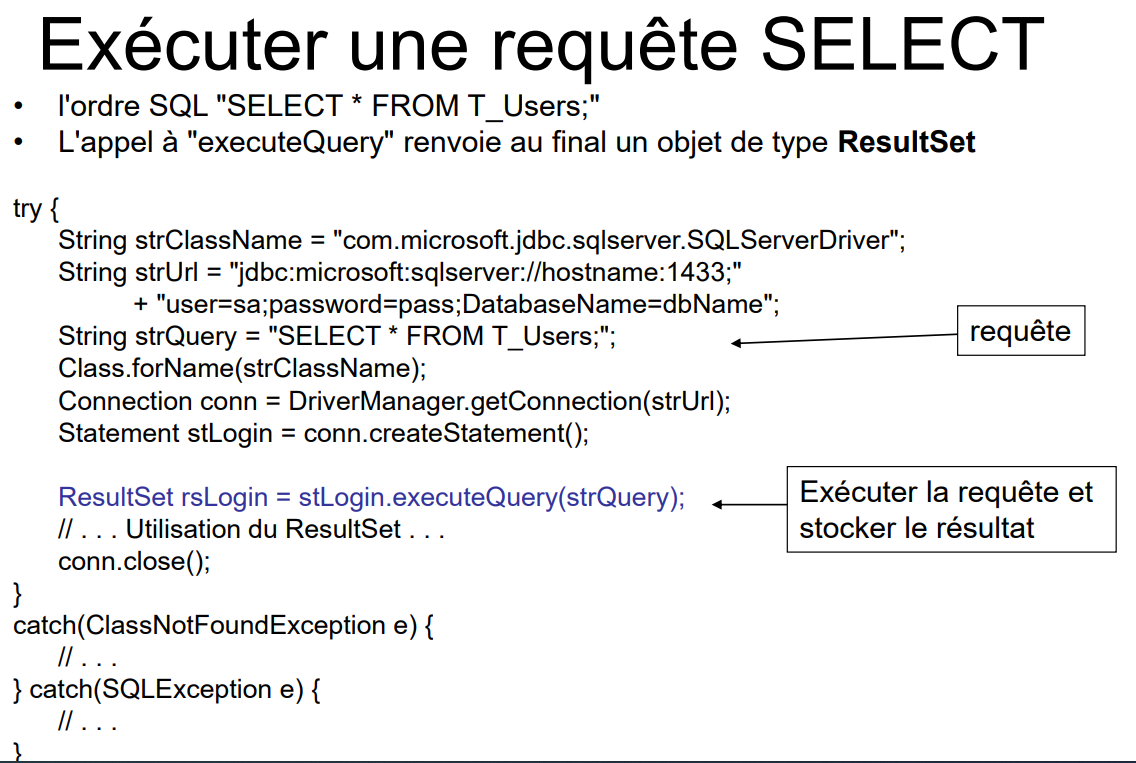 Exécuter une requête SELECT
• l'ordre SQL "SELECT * FROM T_Users;"
• L'appel à "executeQuery" renvoie au final un objet de type ResultSet
try {
String strClassName = "com.microsoft.jdbc.sqlserver.SQLServerDriver";
String strUrl = "jdbc:microsoft:sqlserver://hostname:1433;"
+ "user=sa;password=pass;DatabaseName=dbName";
String strQuery = "SELECT * FROM T_Users;";
requête
Class.forName(strClassName);
Connection conn = DriverManager.getConnection(strUrl);
Statement stLogin = conn.createStatement();
ResultSet rsLogin = stLogin.executeQuery(strQuery);
Exécuter la requête et
stocker le résultat
// . . . Utilisation du ResultSet . . .
conn.close();
}
catch(ClassNotFoundException e) {
// . . .
} catch(SQLException e) {
// . . .
}